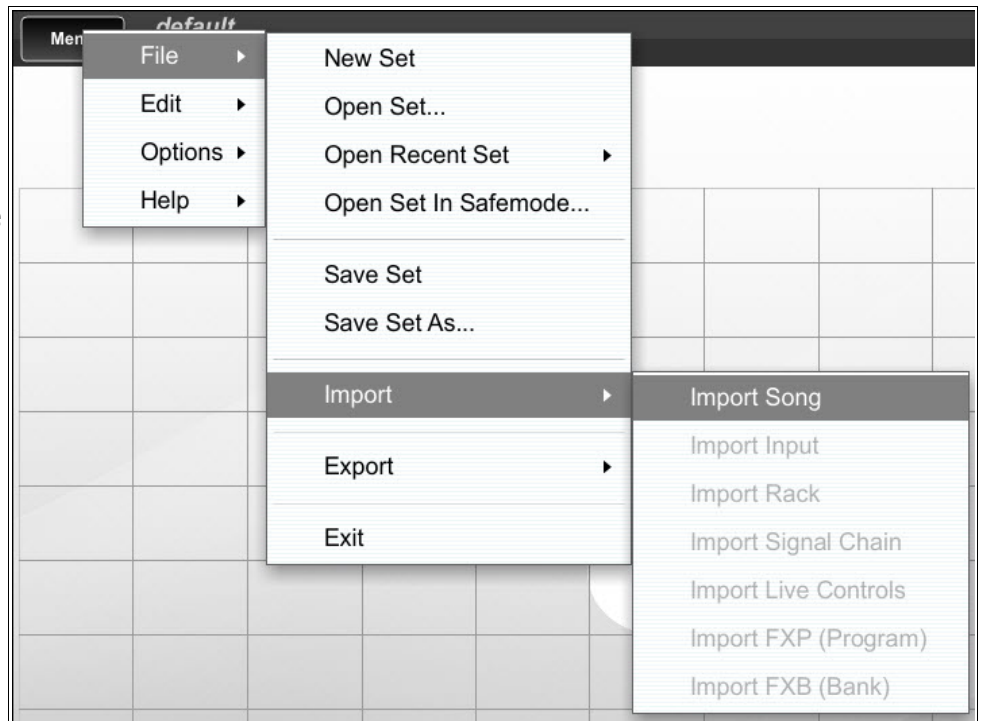 default
Men
File
Edit
Options
Help
New Set
Open Set...
Open Recent Set
Open Set In Safemode...
Save Set
Save Set As...
Import
Export
Exit
Import Song
Import Input
Import Rack
Import Signal Chain
Import Live Controls
Import FXP (Program)
Import FXB (Bank)